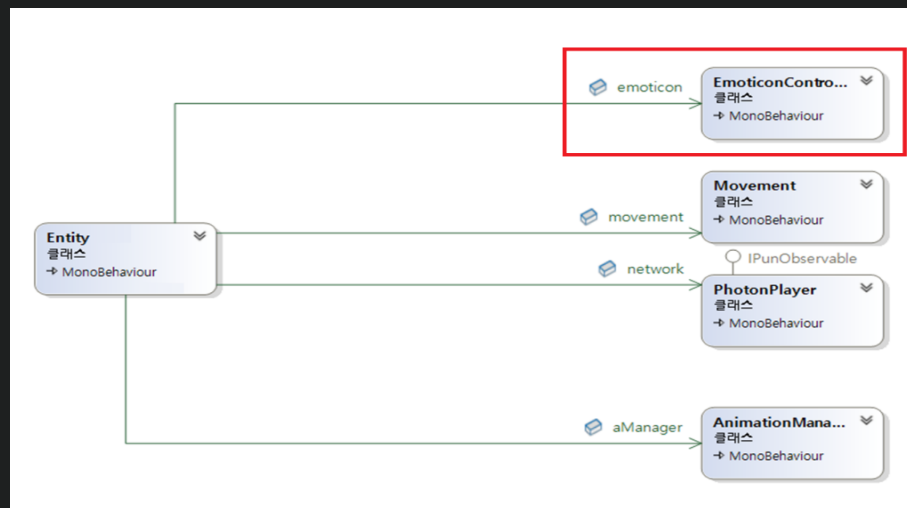 emoticon
EmoticonContro...
클래스
MonoBehaviour
movement
Movement
클래스
MonoBehaviour
Entity
클래스
MonoBehaviour
IPunObservable
network
PhotonPlayer
클래스
MonoBehaviour
aManager
AnimationMana...
클래스
MonoBehaviour